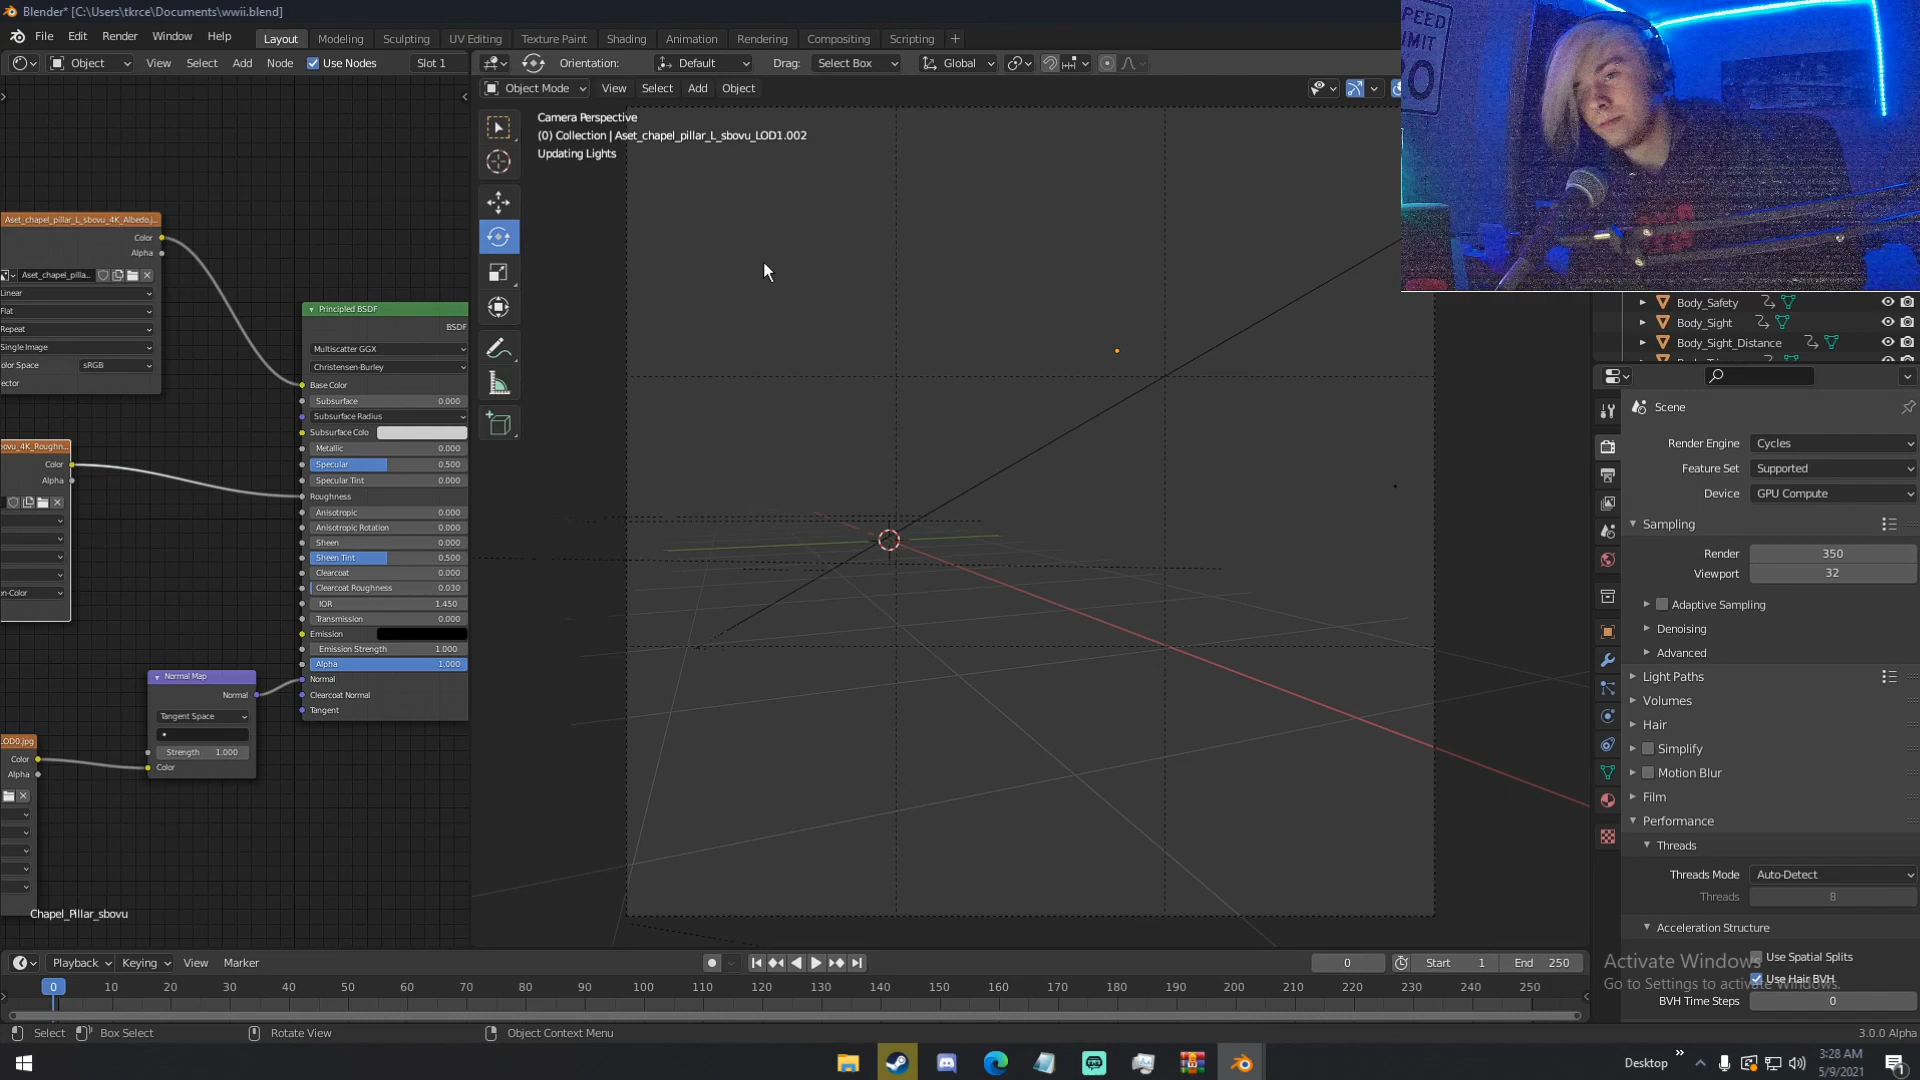 Blender* [C:\Users\tkrce\Documents\wwii.blend]
File Edit Render Window Help Layout Modeling Sculpting UV Editing Texture Paint Shading Animation Rendering Compositing Scripting +
Object View Select Add Node Use Nodes Slot 1 Orientation: Default Drag: Select Box Global
Object Mode View Select Add Object
Camera Perspective
(0) Collection | Aset_chapel_pillar_L_sbovu_LOD1.002
Updating Lights
SPEED
Aset_chapel_pillar_L_sbovu_4K_Albedo.j...
Color
Alpha
Aset_chapel_pilla...
Linear
Flat
Repeat
Single Image
olor Space sRGB
ector
ovu_4K_Roughn...
Color
Alpha
on-Color
Principled BSDF
BSDF
Multiscatter GGX
Christensen-Burley
Base Color
Subsurface 0.000
Subsurface Radius
Subsurface Colo
Metallic 0.000
Specular 0.500
Specular Tint 0.000
Roughness
Anisotropic 0.000
Anisotropic Rotation 0.000
Sheen 0.000
Sheen Tint 0.500
Clearcoat 0.000
Clearcoat Roughness 0.030
IOR 1.450
Transmission 0.000
Emission
Emission Strength 1.000
Alpha 1.000
Normal
Clearcoat Normal
Tangent
Normal Map
Normal
Tangent Space
Strength 1.000
Color
LOD0.jpg
Color
Alpha
Chapel_Pillar_sbovu
Body_Safety
Body_Sight
Body_Sight_Distance
Scene
Render Engine Cycles
Feature Set Supported
Device GPU Compute
Sampling
Render 350
Viewport 32
Adaptive Sampling
Denoising
Advanced
Light Paths
Volumes
Hair
Simplify
Motion Blur
Film
Performance
Threads
Threads Mode Auto-Detect
Threads 8
Acceleration Structure
Use Spatial Splits
Use Hair BVH
BVH Time Steps 0
Activate Windows
Go to Settings to activate Windows.
Playback Keying View Marker 0 Start 1 End 250
0 10 20 30 40 50 60 70 80 90 100 110 120 130 140 150 160 170 180 190 200 210 220 230 240 250
Select Box Select Rotate View Object Context Menu 3.0.0 Alpha
Desktop 3:28 AM
5/9/2021